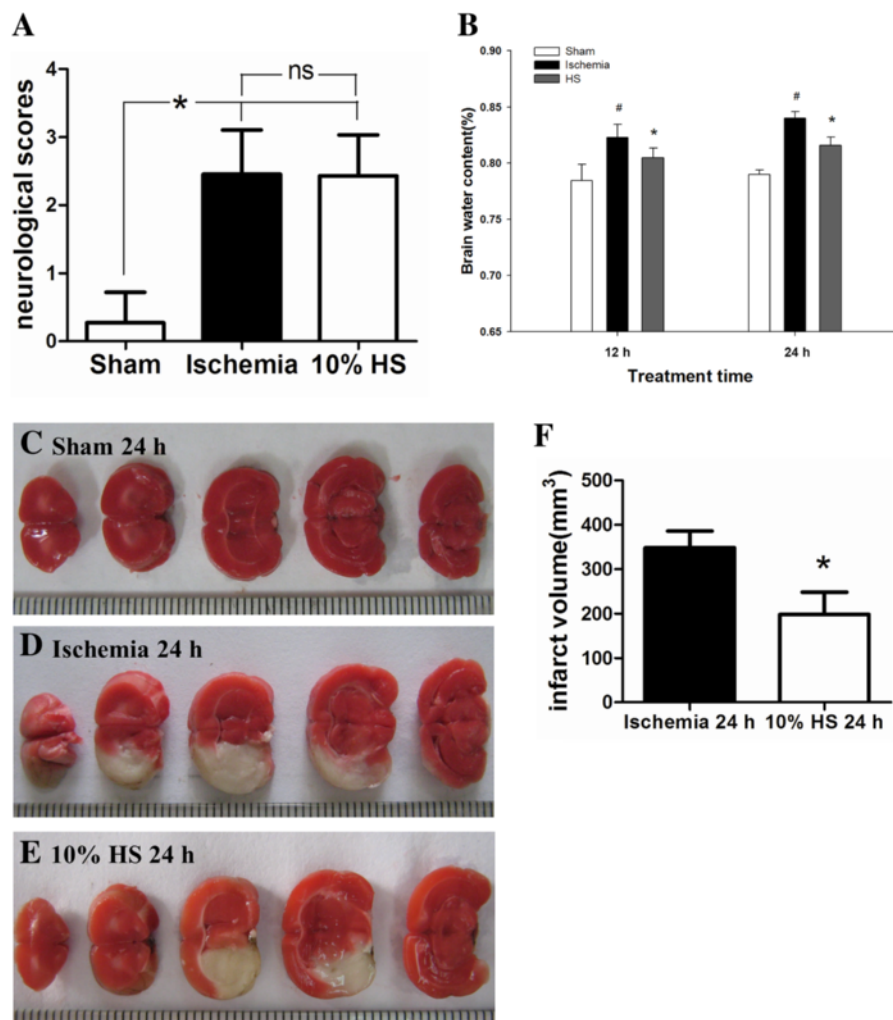 A
neurological scores
4
3
2
1
0
*
ns
Sham Ischemia 10% HS
B
Brain water content(%)
0.90
0.85
0.80
0.75
0.70
0.65
Sham
Ischemia
HS
# *
# *
12 h 24 h
Treatment time
C Sham 24 h
D Ischemia 24 h
E 10% HS 24 h
F
infarct volume(mm³)
500
400
300
200
100
0
*
Ischemia 24 h 10% HS 24 h